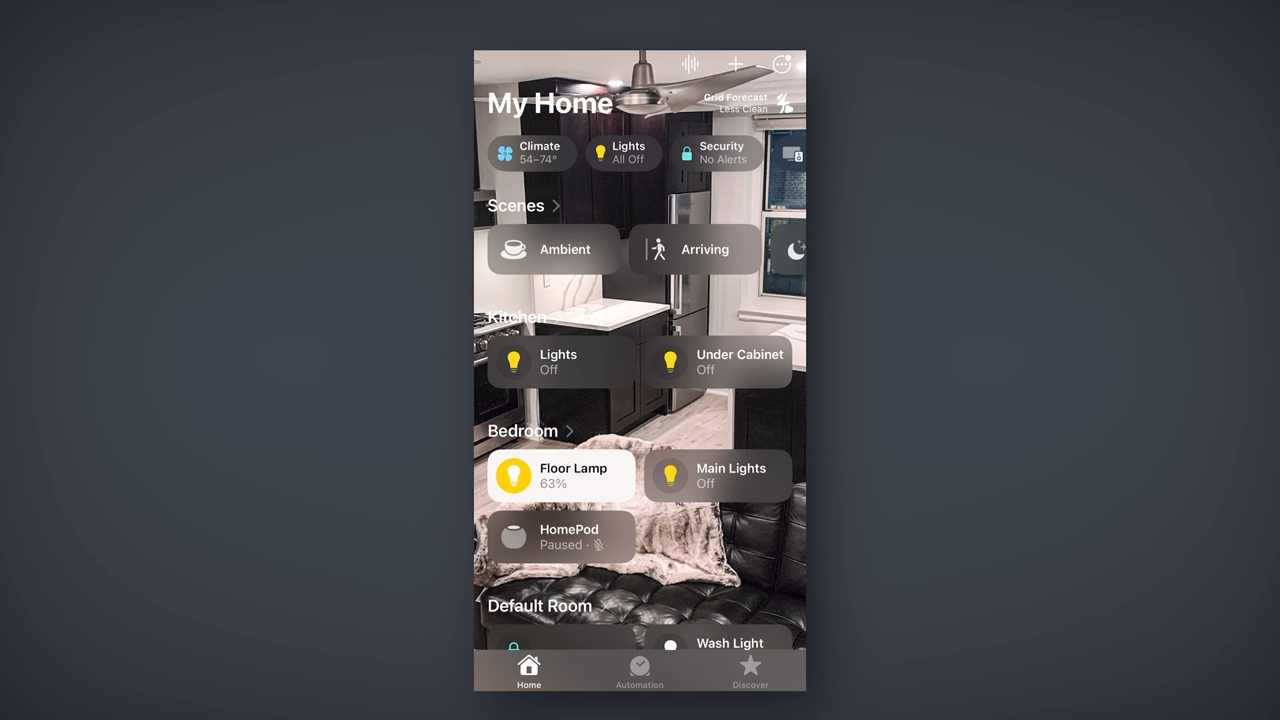 My Home
Grid Forecast
Less Clean
Climate
54–74°
Lights
All Off
Security
No Alerts
Scenes
Ambient
Arriving
Kitchen
Lights
Off
Under Cabinet
Off
Bedroom
Floor Lamp
63%
Main Lights
Off
HomePod
Paused ·
Default Room
Wash Light
Home
Automation
Discover